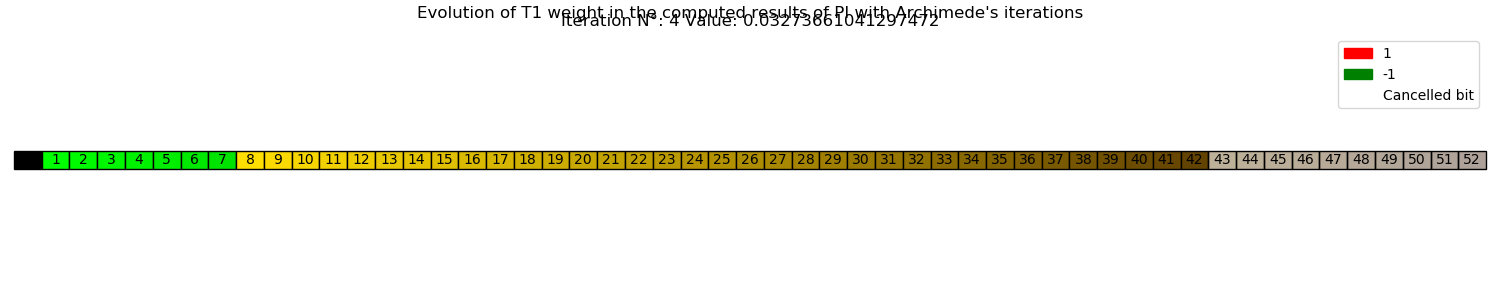 Evolution of T1 weight in the computed results of PI with Archimede's iterations
Iteration N°: 4 Value: 0.03273661041297472
1
-1
Cancelled bit
1 2 3 4 5 6 7 8 9 10 11 12 13 14 15 16 17 18 19 20 21 22 23 24 25 26 27 28 29 30 31 32 33 34 35 36 37 38 39 40 41 42 43 44 45 46 47 48 49 50 51 52